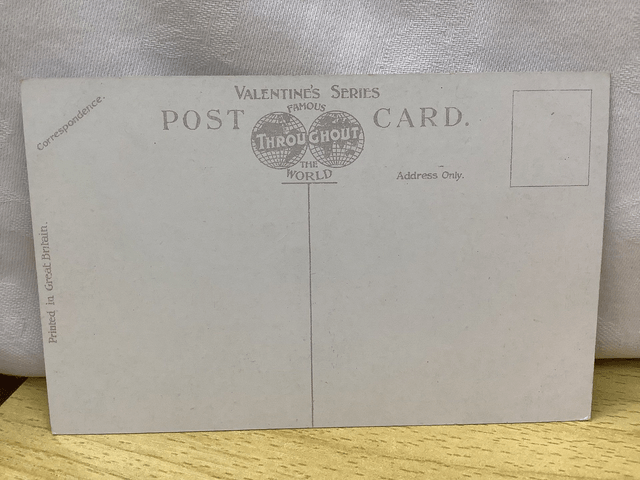 VALENTINE'S SERIES
FAMOUS
POST CARD.
THROUGHOUT
THE
WORLD
Correspondence.
Address Only.
Printed in Great Britain.